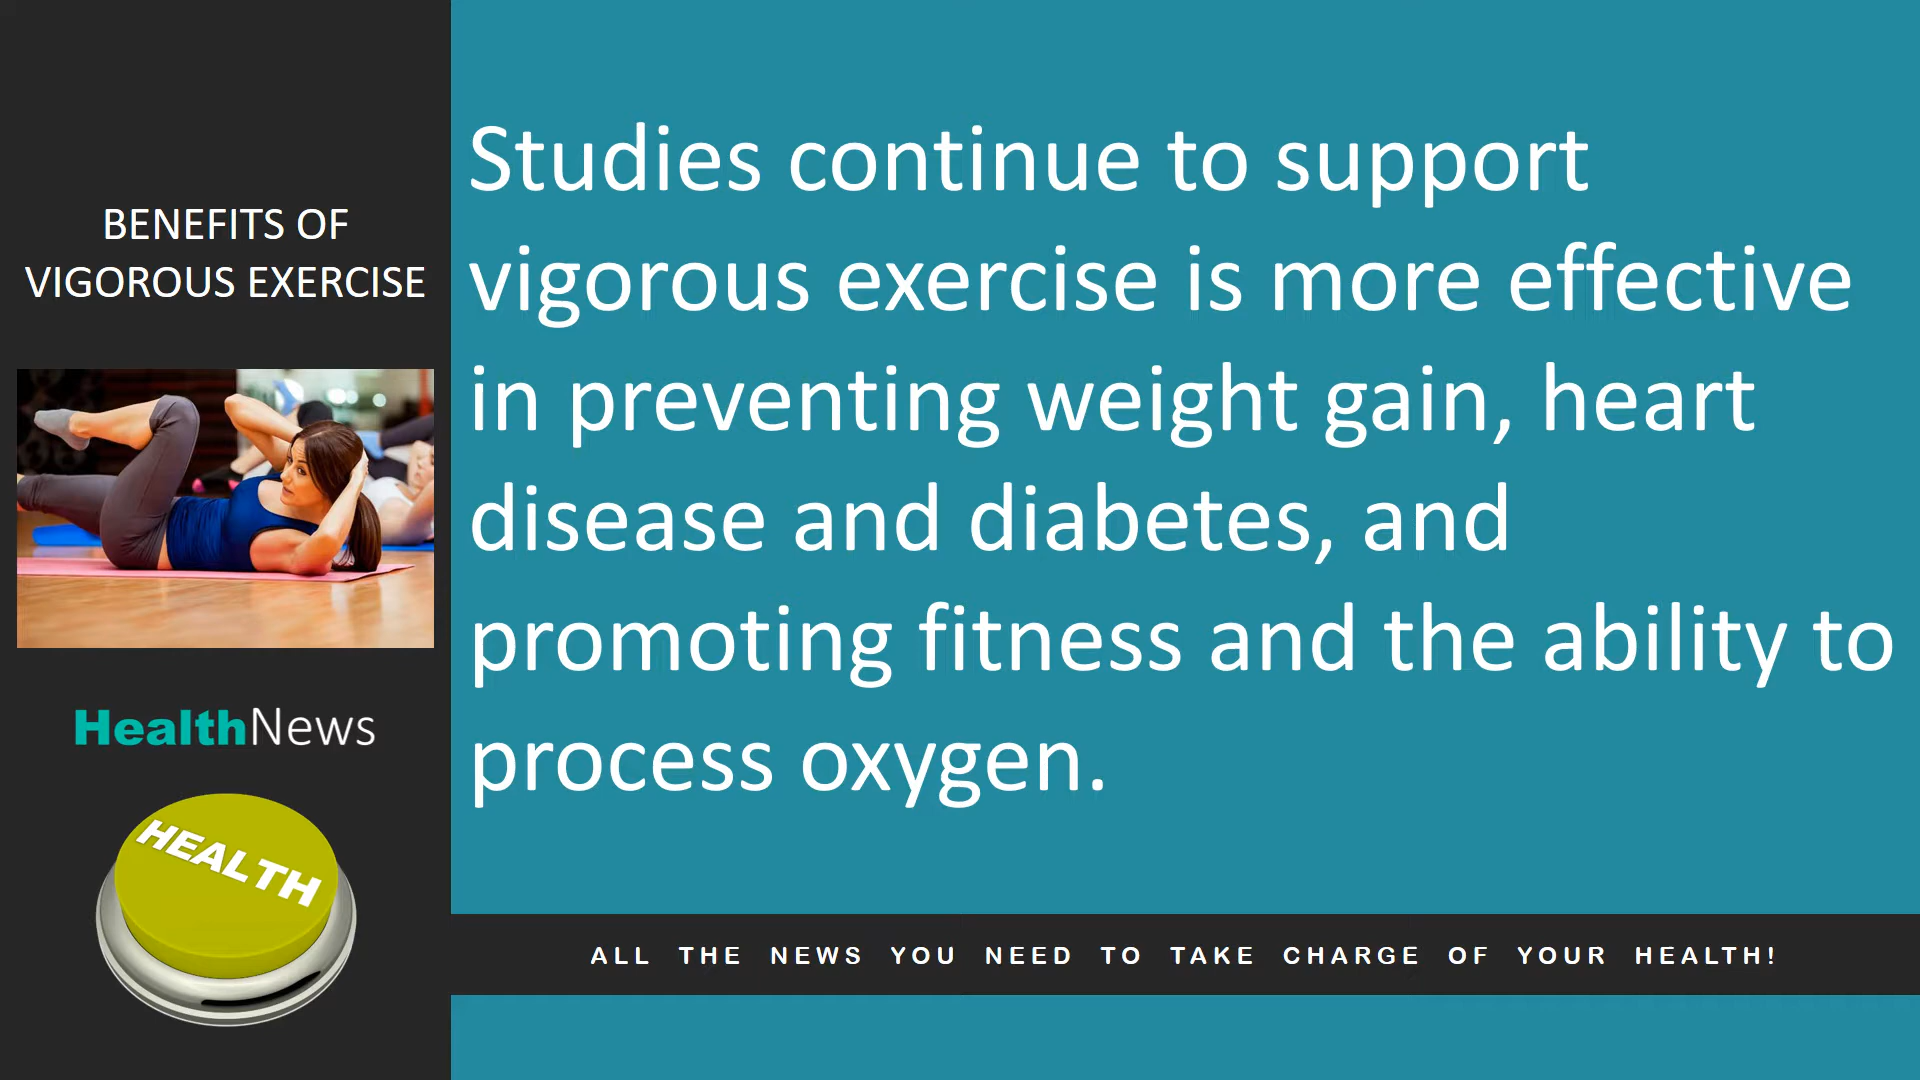 BENEFITS OF
VIGOROUS EXERCISE
HealthNews
HEALTH
Studies continue to support
vigorous exercise is more effective
in preventing weight gain, heart
disease and diabetes, and
promoting fitness and the ability to
process oxygen.
ALL THE NEWS YOU NEED TO TAKE CHARGE OF YOUR HEALTH!